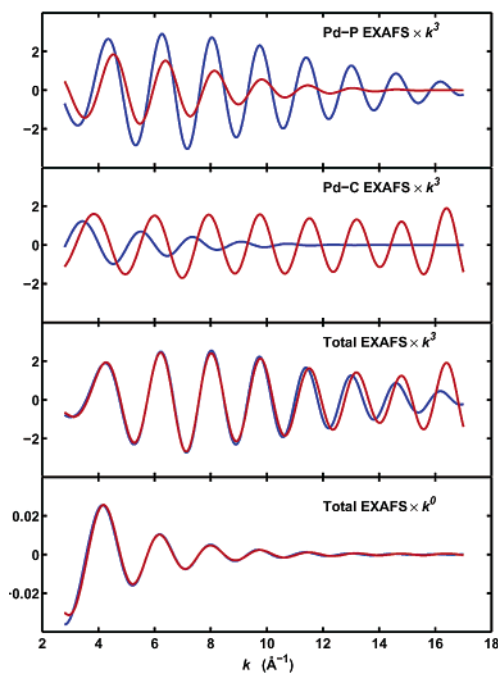 Pd-P EXAFS × k³
2
0
−2
Pd-C EXAFS × k³
2
0
−2
Total EXAFS × k³
2
0
−2
Total EXAFS × k⁰
0.02
0
-0.02
2 4 6 8 10 12 14 16 18
k (Å⁻¹)